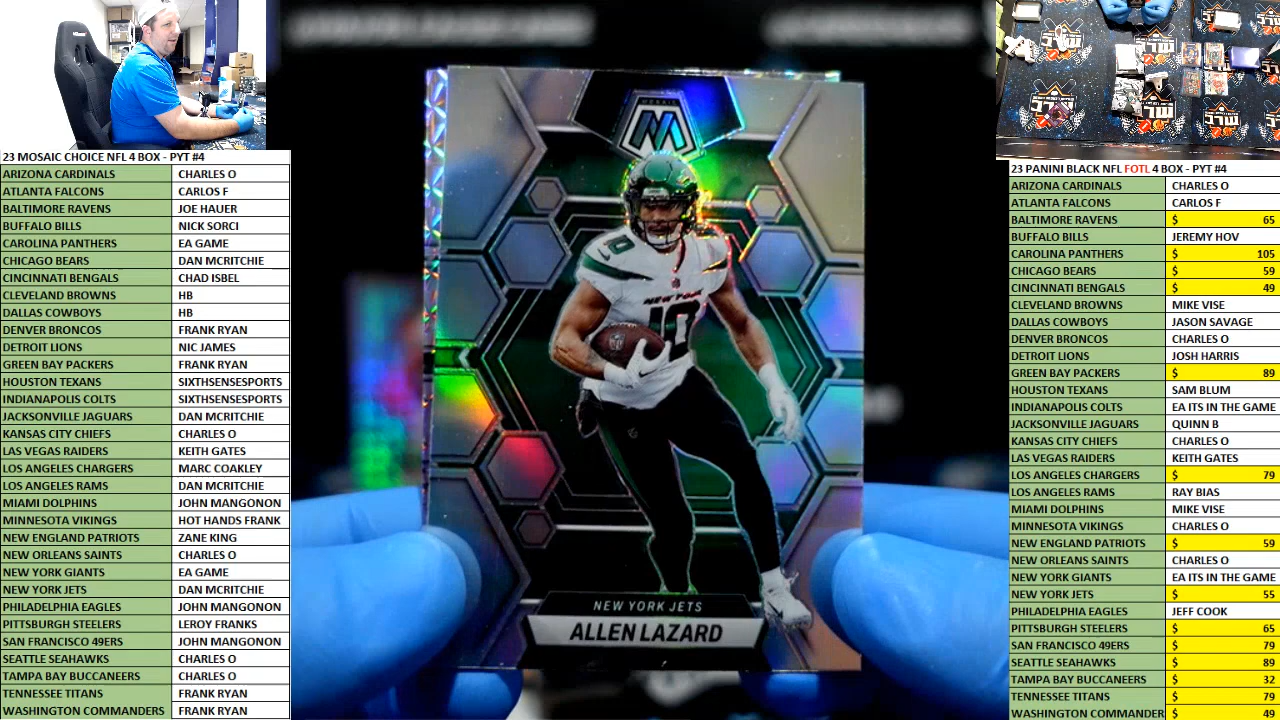 23 MOSAIC CHOICE NFL 4 BOX - PYT #4
ARIZONA CARDINALS CHARLES O
ATLANTA FALCONS CARLOS F
BALTIMORE RAVENS JOE HAUER
BUFFALO BILLS NICK SORCI
CAROLINA PANTHERS EA GAME
CHICAGO BEARS DAN MCRITCHIE
CINCINNATI BENGALS CHAD ISBEL
CLEVELAND BROWNS HB
DALLAS COWBOYS HB
DENVER BRONCOS FRANK RYAN
DETROIT LIONS NIC JAMES
GREEN BAY PACKERS FRANK RYAN
HOUSTON TEXANS SIXTHSENSESPORTS
INDIANAPOLIS COLTS SIXTHSENSESPORTS
JACKSONVILLE JAGUARS DAN MCRITCHIE
KANSAS CITY CHIEFS CHARLES O
LAS VEGAS RAIDERS KEITH GATES
LOS ANGELES CHARGERS MARC COAKLEY
LOS ANGELES RAMS DAN MCRITCHIE
MIAMI DOLPHINS JOHN MANGONON
MINNESOTA VIKINGS HOT HANDS FRANK
NEW ENGLAND PATRIOTS ZANE KING
NEW ORLEANS SAINTS CHARLES O
NEW YORK GIANTS EA GAME
NEW YORK JETS DAN MCRITCHIE
PHILADELPHIA EAGLES JOHN MANGONON
PITTSBURGH STEELERS LEROY FRANKS
SAN FRANCISCO 49ERS JOHN MANGONON
SEATTLE SEAHAWKS CHARLES O
TAMPA BAY BUCCANEERS CHARLES O
TENNESSEE TITANS FRANK RYAN
WASHINGTON COMMANDERS FRANK RYAN
MOSAIC
NEW YORK
10
NEW YORK JETS
ALLEN LAZARD
23 PANINI BLACK NFL FOTL 4 BOX - PYT #4
ARIZONA CARDINALS CHARLES O
ATLANTA FALCONS CARLOS F
BALTIMORE RAVENS $ 65
BUFFALO BILLS JEREMY HOV
CAROLINA PANTHERS $ 105
CHICAGO BEARS $ 59
CINCINNATI BENGALS $ 49
CLEVELAND BROWNS MIKE VISE
DALLAS COWBOYS JASON SAVAGE
DENVER BRONCOS CHARLES O
DETROIT LIONS JOSH HARRIS
GREEN BAY PACKERS $ 89
HOUSTON TEXANS SAM BLUM
INDIANAPOLIS COLTS EA ITS IN THE GAME
JACKSONVILLE JAGUARS QUINN B
KANSAS CITY CHIEFS CHARLES O
LAS VEGAS RAIDERS KEITH GATES
LOS ANGELES CHARGERS $ 79
LOS ANGELES RAMS RAY BIAS
MIAMI DOLPHINS MIKE VISE
MINNESOTA VIKINGS CHARLES O
NEW ENGLAND PATRIOTS $ 59
NEW ORLEANS SAINTS CHARLES O
NEW YORK GIANTS EA ITS IN THE GAME
NEW YORK JETS $ 55
PHILADELPHIA EAGLES JEFF COOK
PITTSBURGH STEELERS $ 65
SAN FRANCISCO 49ERS $ 79
SEATTLE SEAHAWKS $ 89
TAMPA BAY BUCCANEERS $ 32
TENNESSEE TITANS $ 79
WASHINGTON COMMANDER $ 49